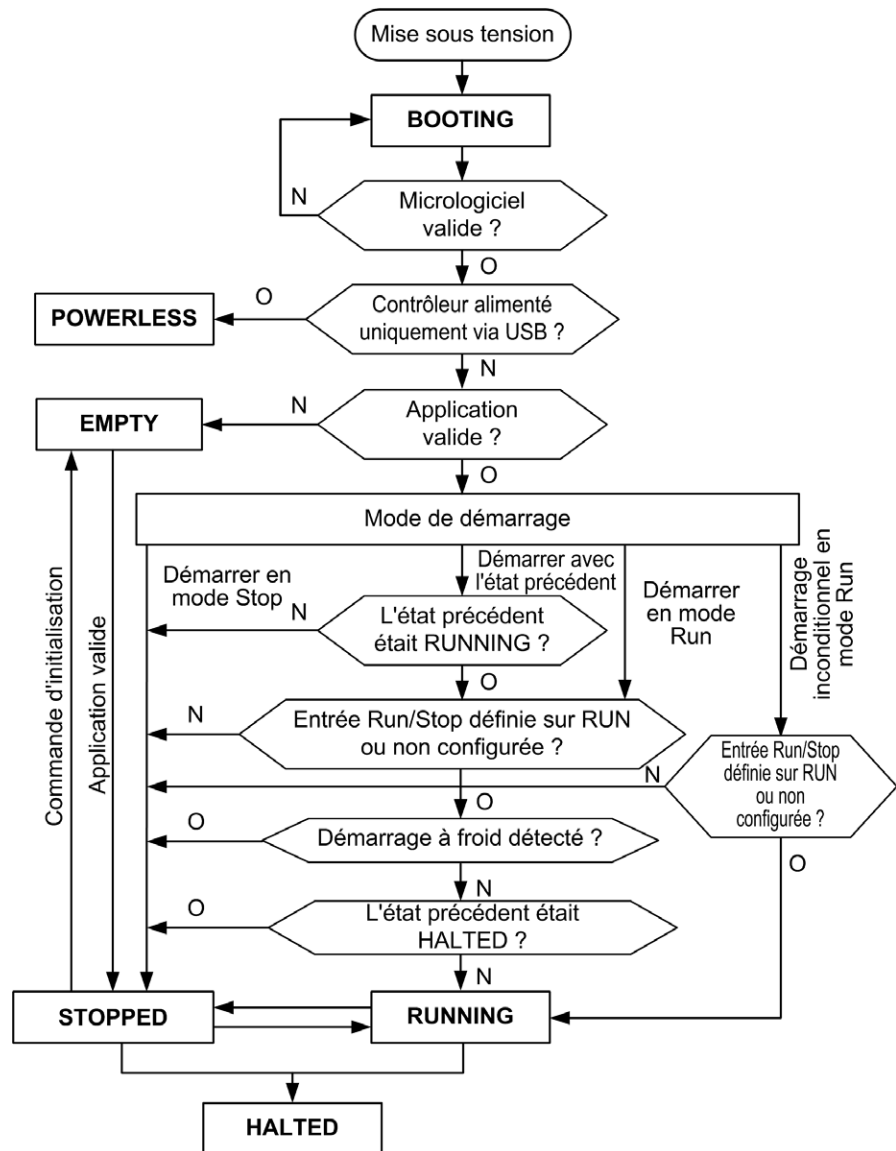 Mise sous tension
BOOTING
N
Micrologiciel
valide ?
O
O
Contrôleur alimenté
uniquement via USB ?
POWERLESS
N
N
Application
valide ?
EMPTY
O
Mode de démarrage
Démarrer en
mode Stop
Démarrer avec
l'état précédent
Démarrer
en mode
Run
Démarrage
inconditionnel en
mode Run
N
L'état précédent
était RUNNING ?
O
Commande d'initialisation
Application valide
N
Entrée Run/Stop définie sur RUN
ou non configurée ?
N
Entrée Run/Stop
définie sur RUN
ou non
configurée ?
O
O
Démarrage à froid détecté ?
O
N
O
L'état précédent était
HALTED ?
N
STOPPED
RUNNING
HALTED